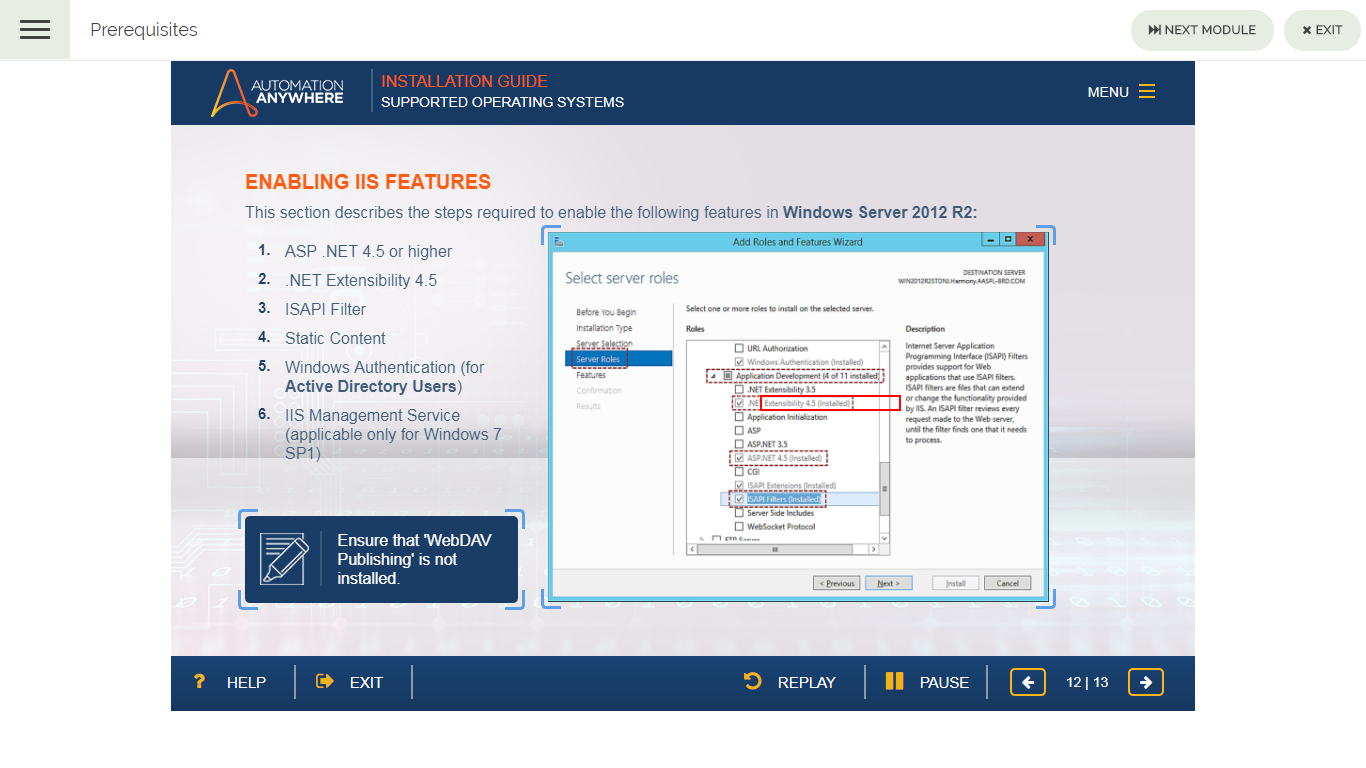 Prerequisites
NEXT MODULE
EXIT
AUTOMATION
ANYWHERE
INSTALLATION GUIDE
SUPPORTED OPERATING SYSTEMS
MENU
ENABLING IIS FEATURES
This section describes the steps required to enable the following features in Windows Server 2012 R2:
1. ASP .NET 4.5 or higher
2. .NET Extensibility 4.5
3. ISAPI Filter
4. Static Content
5. Windows Authentication (for
Active Directory Users)
6. IIS Management Service
(applicable only for Windows 7
SP1)
Ensure that 'WebDAV
Publishing' is not
installed.
Add Roles and Features Wizard
Select server roles
DESTINATION SERVER
Before You Begin
Installation Type
Server Selection
Server Roles
Features
Confirmation
Results
Select one or more roles to install on the selected server.
Roles
URL Authorization
Windows Authentication (Installed)
Application Development (4 of 11 installed)
.NET Extensibility 3.5
.NET Extensibility 4.5 (Installed)
Application Initialization
ASP
ASP.NET 3.5
ASP.NET 4.5 (Installed)
CGI
ISAPI Extensions (Installed)
ISAPI Filters (Installed)
Server Side Includes
WebSocket Protocol
Description
Internet Server Application
Programming Interface (ISAPI) Filters
provides support for Web
applications that use ISAPI filters.
ISAPI filters are files that can extend
or change the functionality provided
by IIS. An ISAPI filter reviews every
request made to the Web server,
until the filter finds one that it needs
to process.
< Previous
Next >
Install
Cancel
? HELP
EXIT
REPLAY
PAUSE
12 | 13